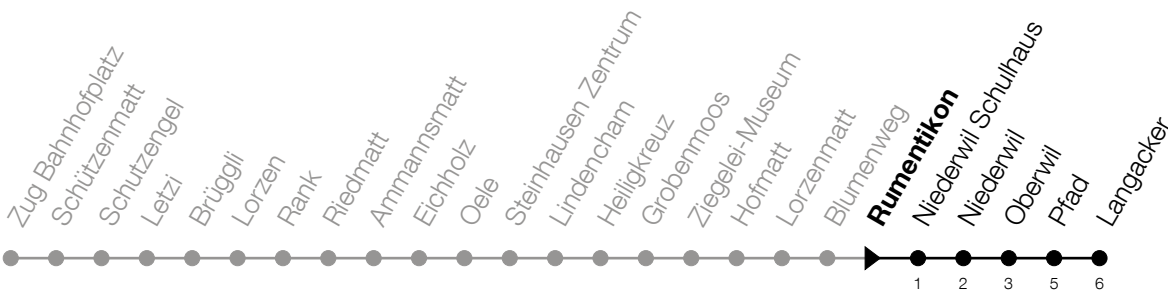 Zug Bahnhofplatz
Schützenmatt
Schutzengel
Letzi
Brüggli
Lorzen
Rank
Riedmatt
Ammannsmatt
Eichholz
Oele
Steinhausen Zentrum
Lindencham
Heiligkreuz
Grobenmoos
Ziegelei-Museum
Hofmatt
Lorzenmatt
Blumenweg
Rumentikon
Niederwil Schulhaus
Niederwil
Oberwil
Pfad
Langacker
1 2 3 5 6